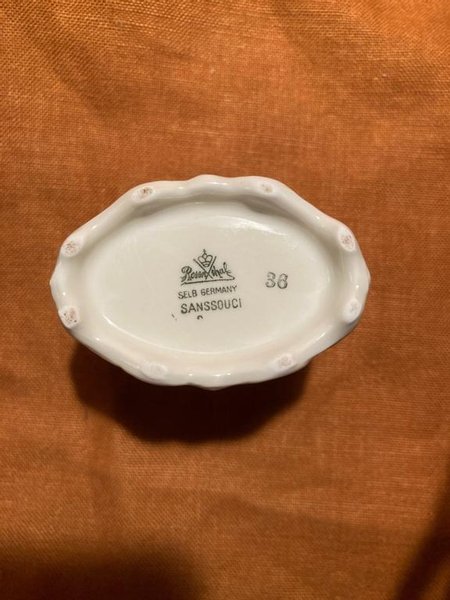 Rosenthal
SELB GERMANY
SANSSOUCI
36